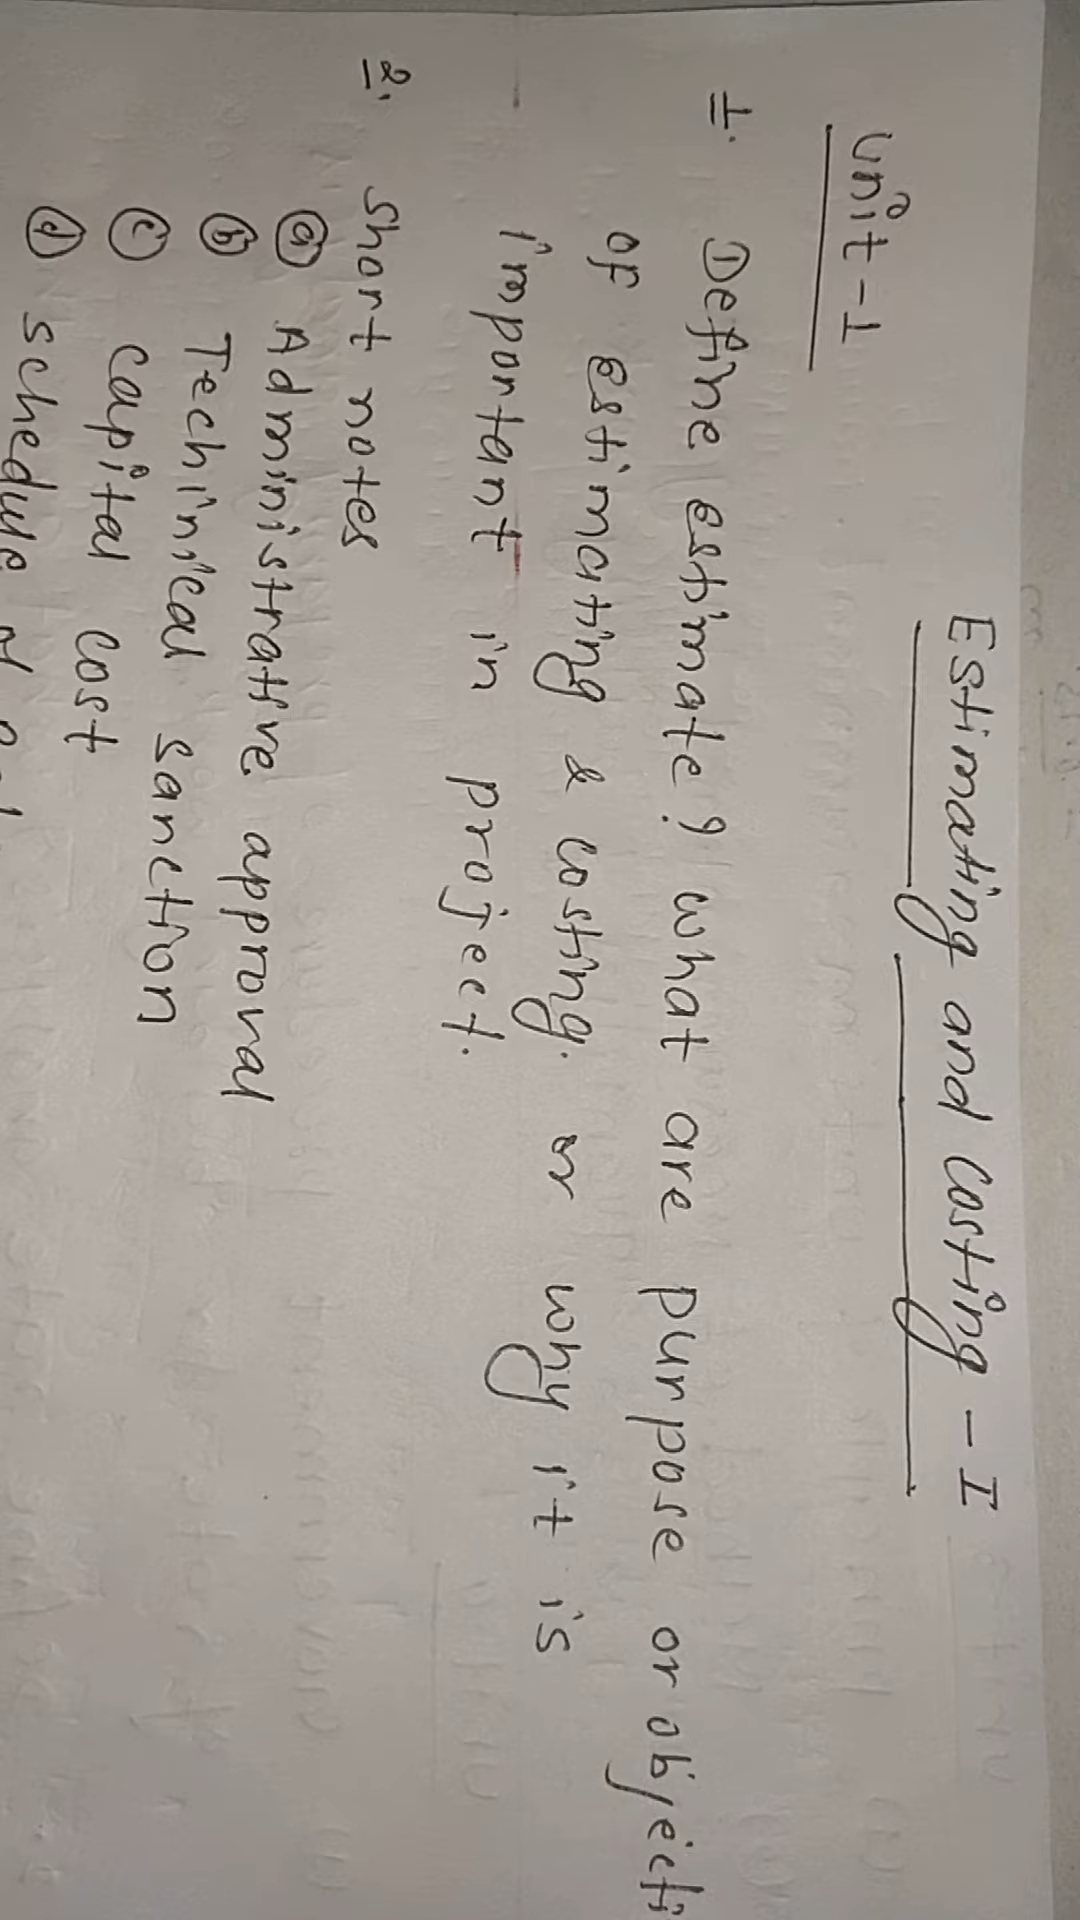 Estimating and Costing - I
Unit - 1
1. Define estimate? what are purpose or objecti
of estimating & costing. or why it is
important in project.
2. Short notes
(a) Administrative approval
(b) Techinical sanction
(c) Capital cost
(d) schedule